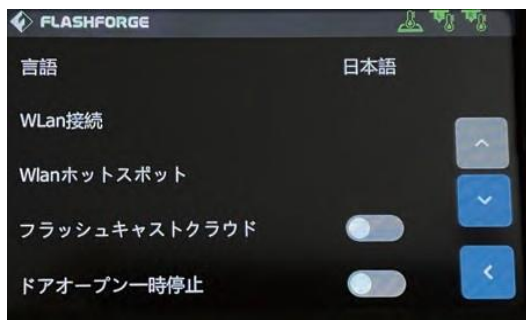 FLASHFORGE
言語 日本語
WLan接続
Wlanホットスポット
フラッシュキャストクラウド
ドアオープン一時停止